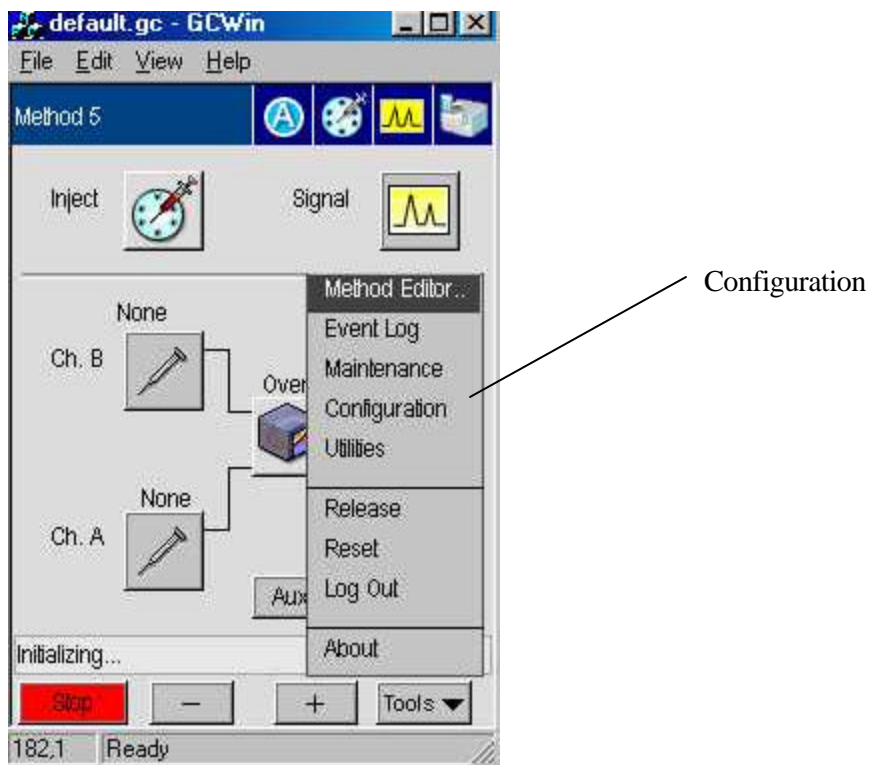 default.gc - GCWin
File Edit View Help
Method 5
A
Inject Signal
Method Editor..
Configuration
None
Event Log
Ch. B
Maintenance
Configuration
Utilities
None
Release
Ch. A
Reset
Log Out
About
Initializing...
Stop − + Tools
182,1 Ready